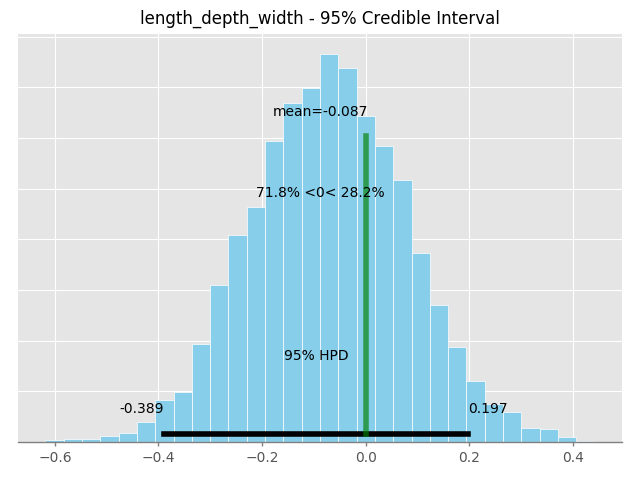 length_depth_width - 95% Credible Interval
mean=-0.087
71.8% <0< 28.2%
95% HPD
-0.389
0.197
−0.6
−0.4
−0.2
0.0
0.2
0.4